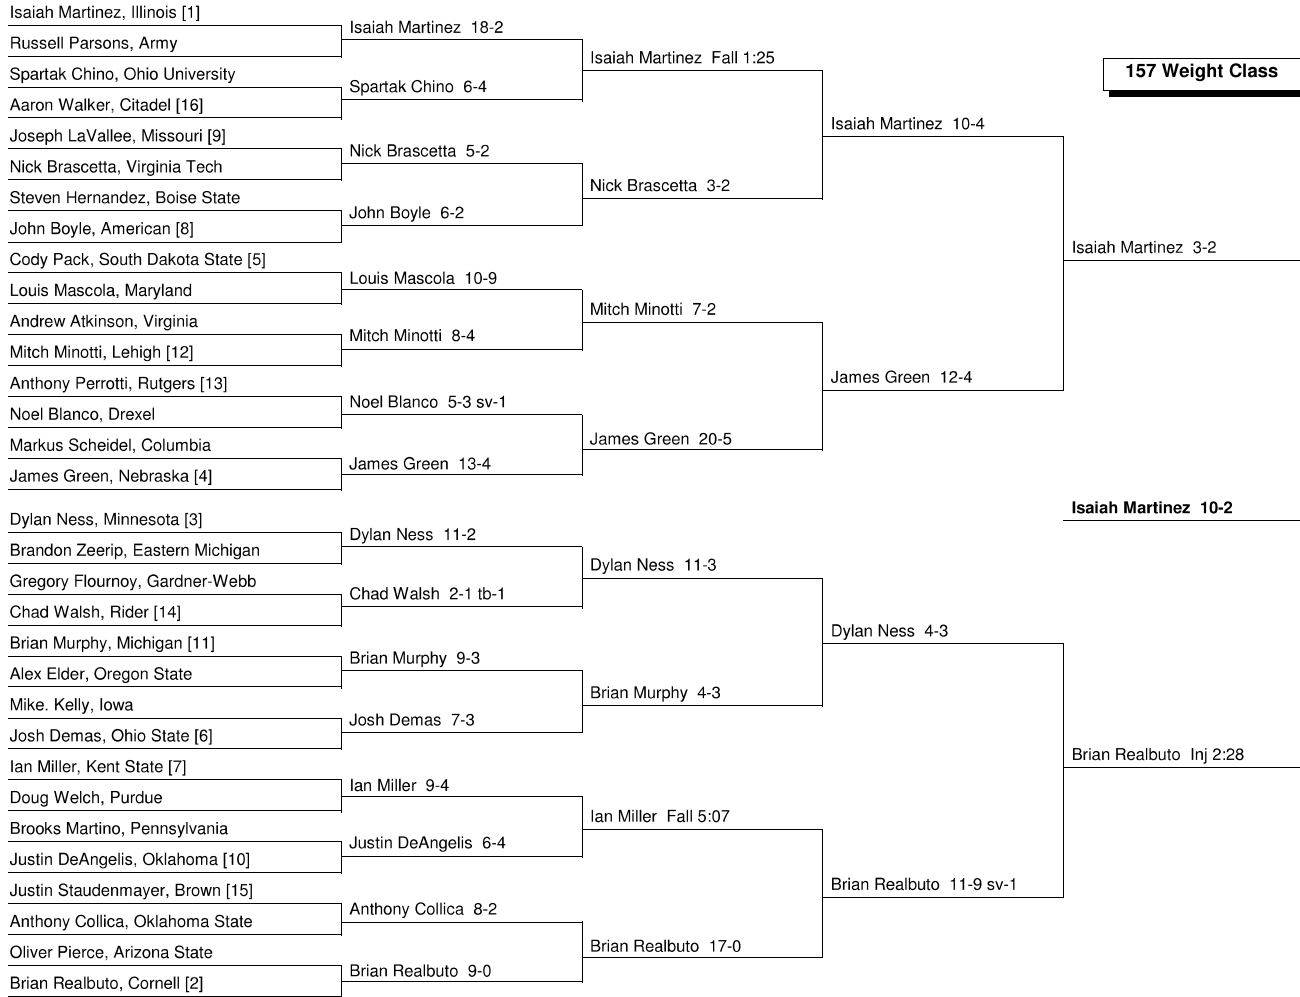 Isaiah Martinez, Illinois [1]
Russell Parsons, Army
Spartak Chino, Ohio University
Aaron Walker, Citadel [16]
Joseph LaVallee, Missouri [9]
Nick Brascetta, Virginia Tech
Steven Hernandez, Boise State
John Boyle, American [8]
Cody Pack, South Dakota State [5]
Louis Mascola, Maryland
Andrew Atkinson, Virginia
Mitch Minotti, Lehigh [12]
Anthony Perrotti, Rutgers [13]
Noel Blanco, Drexel
Markus Scheidel, Columbia
James Green, Nebraska [4]
Dylan Ness, Minnesota [3]
Brandon Zeerip, Eastern Michigan
Gregory Flournoy, Gardner-Webb
Chad Walsh, Rider [14]
Brian Murphy, Michigan [11]
Alex Elder, Oregon State
Mike. Kelly, Iowa
Josh Demas, Ohio State [6]
Ian Miller, Kent State [7]
Doug Welch, Purdue
Brooks Martino, Pennsylvania
Justin DeAngelis, Oklahoma [10]
Justin Staudenmayer, Brown [15]
Anthony Collica, Oklahoma State
Oliver Pierce, Arizona State
Brian Realbuto, Cornell [2]
Isaiah Martinez 18-2
Spartak Chino 6-4
Nick Brascetta 5-2
John Boyle 6-2
Louis Mascola 10-9
Mitch Minotti 8-4
Noel Blanco 5-3 sv-1
James Green 13-4
Dylan Ness 11-2
Chad Walsh 2-1 tb-1
Brian Murphy 9-3
Josh Demas 7-3
Ian Miller 9-4
Justin DeAngelis 6-4
Anthony Collica 8-2
Brian Realbuto 9-0
Isaiah Martinez Fall 1:25
Nick Brascetta 3-2
Mitch Minotti 7-2
James Green 20-5
Dylan Ness 11-3
Brian Murphy 4-3
Ian Miller Fall 5:07
Brian Realbuto 17-0
Isaiah Martinez 10-4
James Green 12-4
Dylan Ness 4-3
Brian Realbuto 11-9 sv-1
157 Weight Class
Isaiah Martinez 3-2
Isaiah Martinez 10-2
Brian Realbuto Inj 2:28